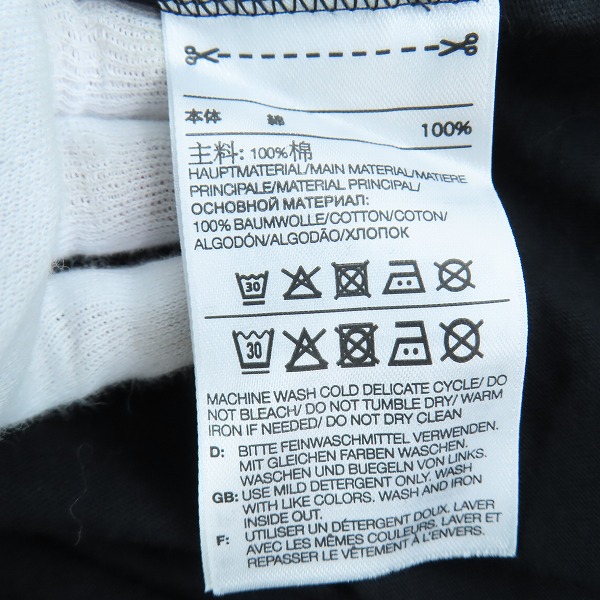 本体 綿 100%
主料: 100%棉
HAUPTMATERIAL/MAIN MATERIAL/MATIERE
PRINCIPALE/MATERIAL PRINCIPAL/
ОСНОВНОЙ МАТЕРИАЛ:
100% BAUMWOLLE/COTTON/COTON/
ALGODÓN/ALGODÃO/ХЛОПОК
30
30
MACHINE WASH COLD DELICATE CYCLE/ DO
NOT BLEACH/ DO NOT TUMBLE DRY/ WARM
IRON IF NEEDED/ DO NOT DRY CLEAN
D: BITTE FEINWASCHMITTEL VERWENDEN.
MIT GLEICHEN FARBEN WASCHEN.
WASCHEN UND BUEGELN VON LINKS.
GB: USE MILD DETERGENT ONLY. WASH
WITH LIKE COLORS. WASH AND IRON
INSIDE OUT.
F: UTILISER UN DÉTERGENT DOUX. LAVER
AVEC LES MÊMES COULEURS. LAVER ET
REPASSER LE VÊTEMENT À L'ENVERS.